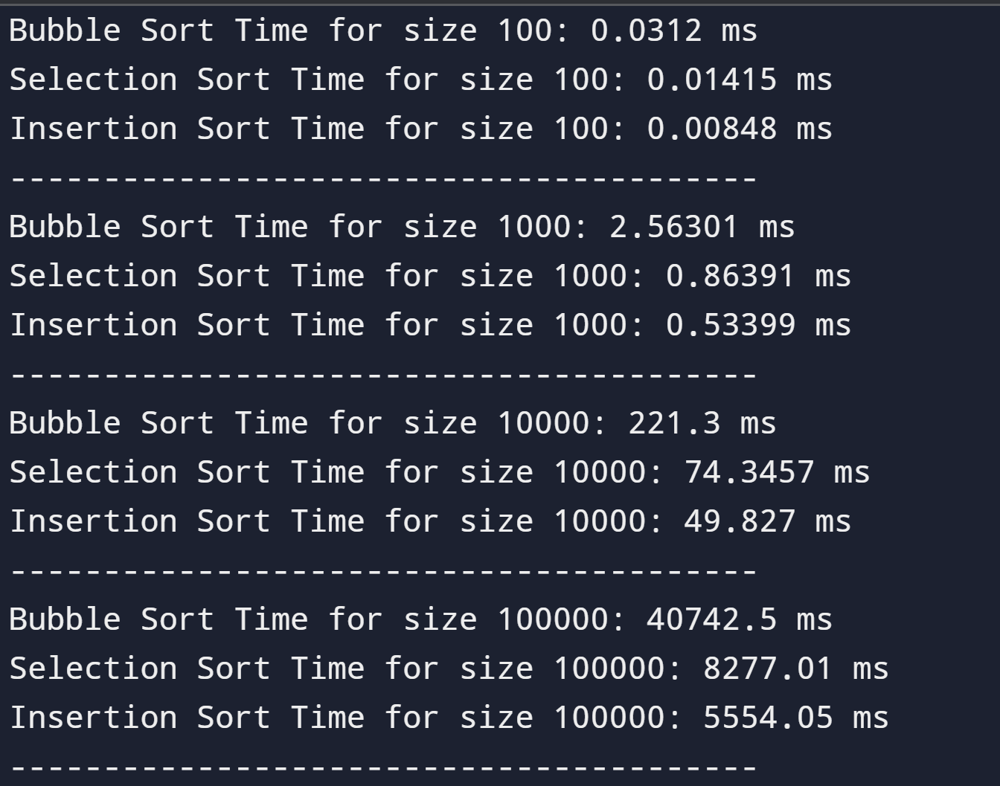 Bubble Sort Time for size 100: 0.0312 ms
Selection Sort Time for size 100: 0.01415 ms
Insertion Sort Time for size 100: 0.00848 ms
----------------------------------------
Bubble Sort Time for size 1000: 2.56301 ms
Selection Sort Time for size 1000: 0.86391 ms
Insertion Sort Time for size 1000: 0.53399 ms
----------------------------------------
Bubble Sort Time for size 10000: 221.3 ms
Selection Sort Time for size 10000: 74.3457 ms
Insertion Sort Time for size 10000: 49.827 ms
----------------------------------------
Bubble Sort Time for size 100000: 40742.5 ms
Selection Sort Time for size 100000: 8277.01 ms
Insertion Sort Time for size 100000: 5554.05 ms
----------------------------------------